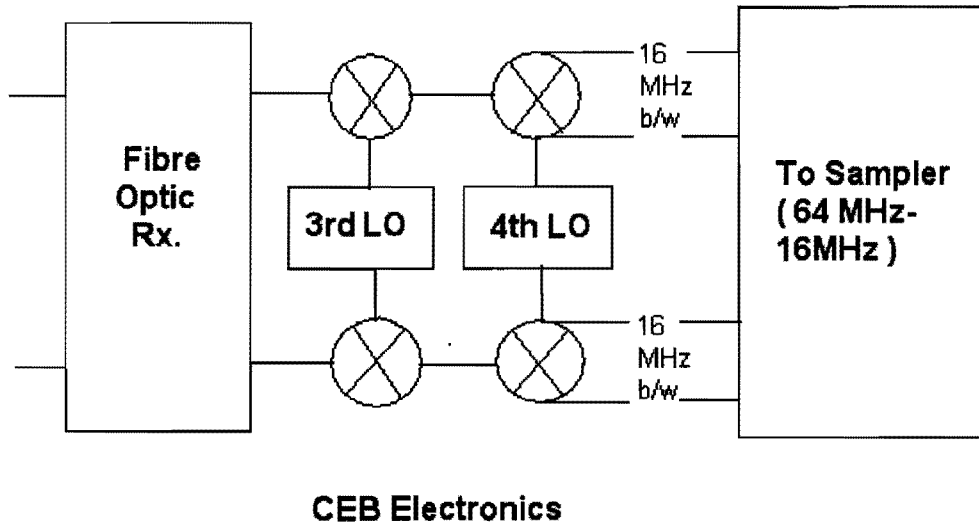 Fibre
Optic
Rx.
3rd LO
4th LO
16
MHz
b/w
16
MHz
b/w
To Sampler
( 64 MHz-
16MHz )
CEB Electronics